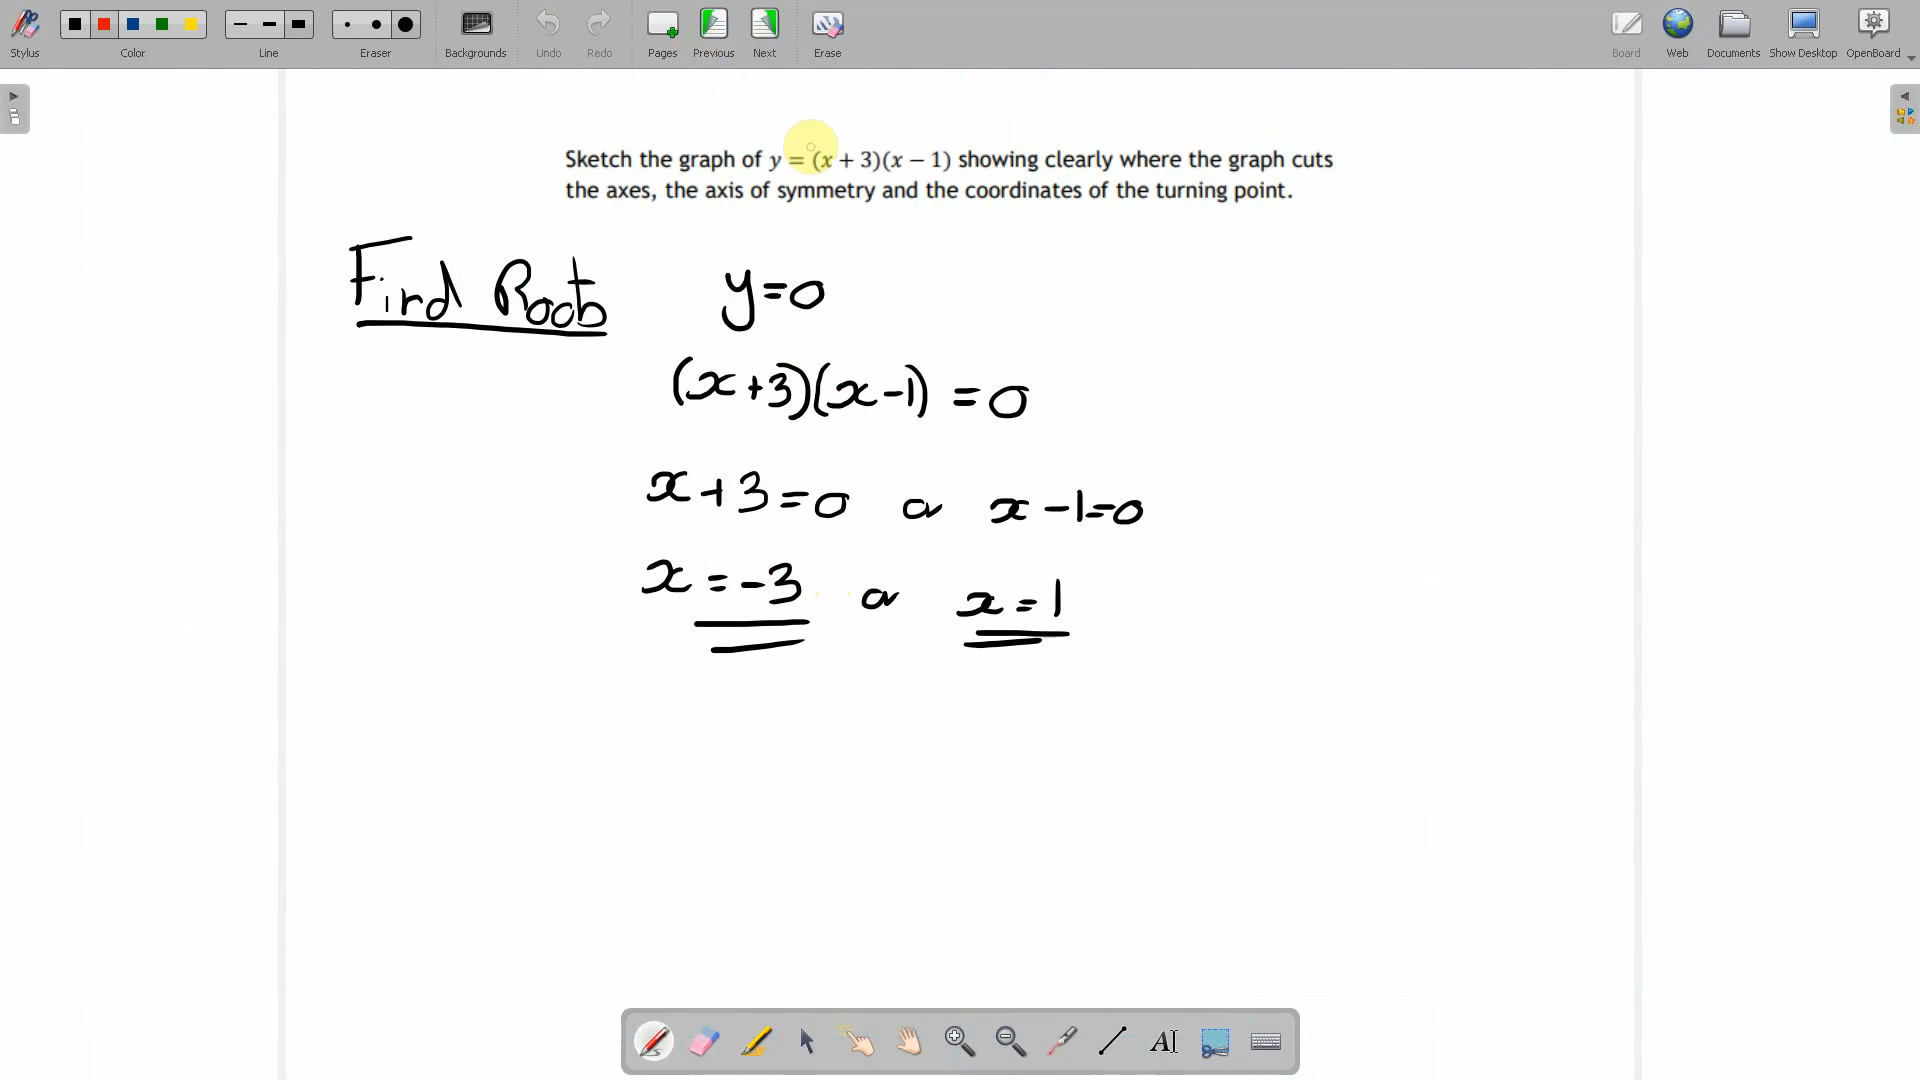 Stylus Color Line Eraser Backgrounds Undo Redo Pages Previous Next Erase Board Web Documents Show Desktop OpenBoard
Sketch the graph of y = (x + 3)(x − 1) showing clearly where the graph cuts
the axes, the axis of symmetry and the coordinates of the turning point.
Find Roots y=0
(x+3)(x-1) = 0
x+3=0 or x-1=0
x=-3 or x=1